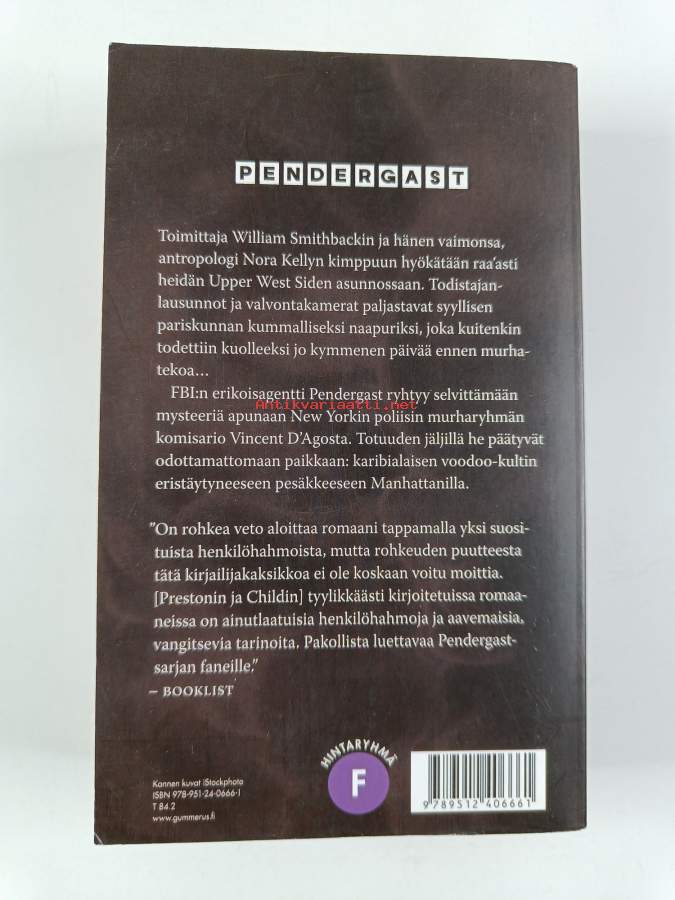 PENDERGAST
Toimittaja William Smithbackin ja hänen vaimonsa,
antropologi Nora Kellyn kimppuun hyökätään raa’asti
heidän Upper West Siden asunnossaan. Todistajan-
lausunnot ja valvontakamerat paljastavat syyllisen
pariskunnan kummalliseksi naapuriksi, joka kuitenkin
todettiin kuolleeksi jo kymmenen päivää ennen murha-
tekoa...
FBI:n erikoisagentti Pendergast ryhtyy selvittämään
Antikvariaatti.net
mysteeriä apunaan New Yorkin poliisin murharyhmän
komisario Vincent D’Agosta. Totuuden jäljillä he päätyvät
odottamattomaan paikkaan: karibialaisen voodoo-kultin
eristäytyneeseen pesäkkeeseen Manhattanilla.
”On rohkea veto aloittaa romaani tappamalla yksi suosi-
tuista henkilöhahmoista, mutta rohkeuden puutteesta
tätä kirjailijakaksikkoa ei ole koskaan voitu moittia.
[Prestonin ja Childin] tyylikkäästi kirjoitetuissa romaa-
neissa on ainutlaatuisia henkilöhahmoja ja aavemaisia,
vangitsevia tarinoita. Pakollista luettavaa Pendergast-
sarjan faneille.”
– BOOKLIST
HINTARYHMÄ
F
Kannen kuvat iStockphoto
ISBN 978-951-24-0666-1
T 84.2
www.gummerus.fi
9789512406661